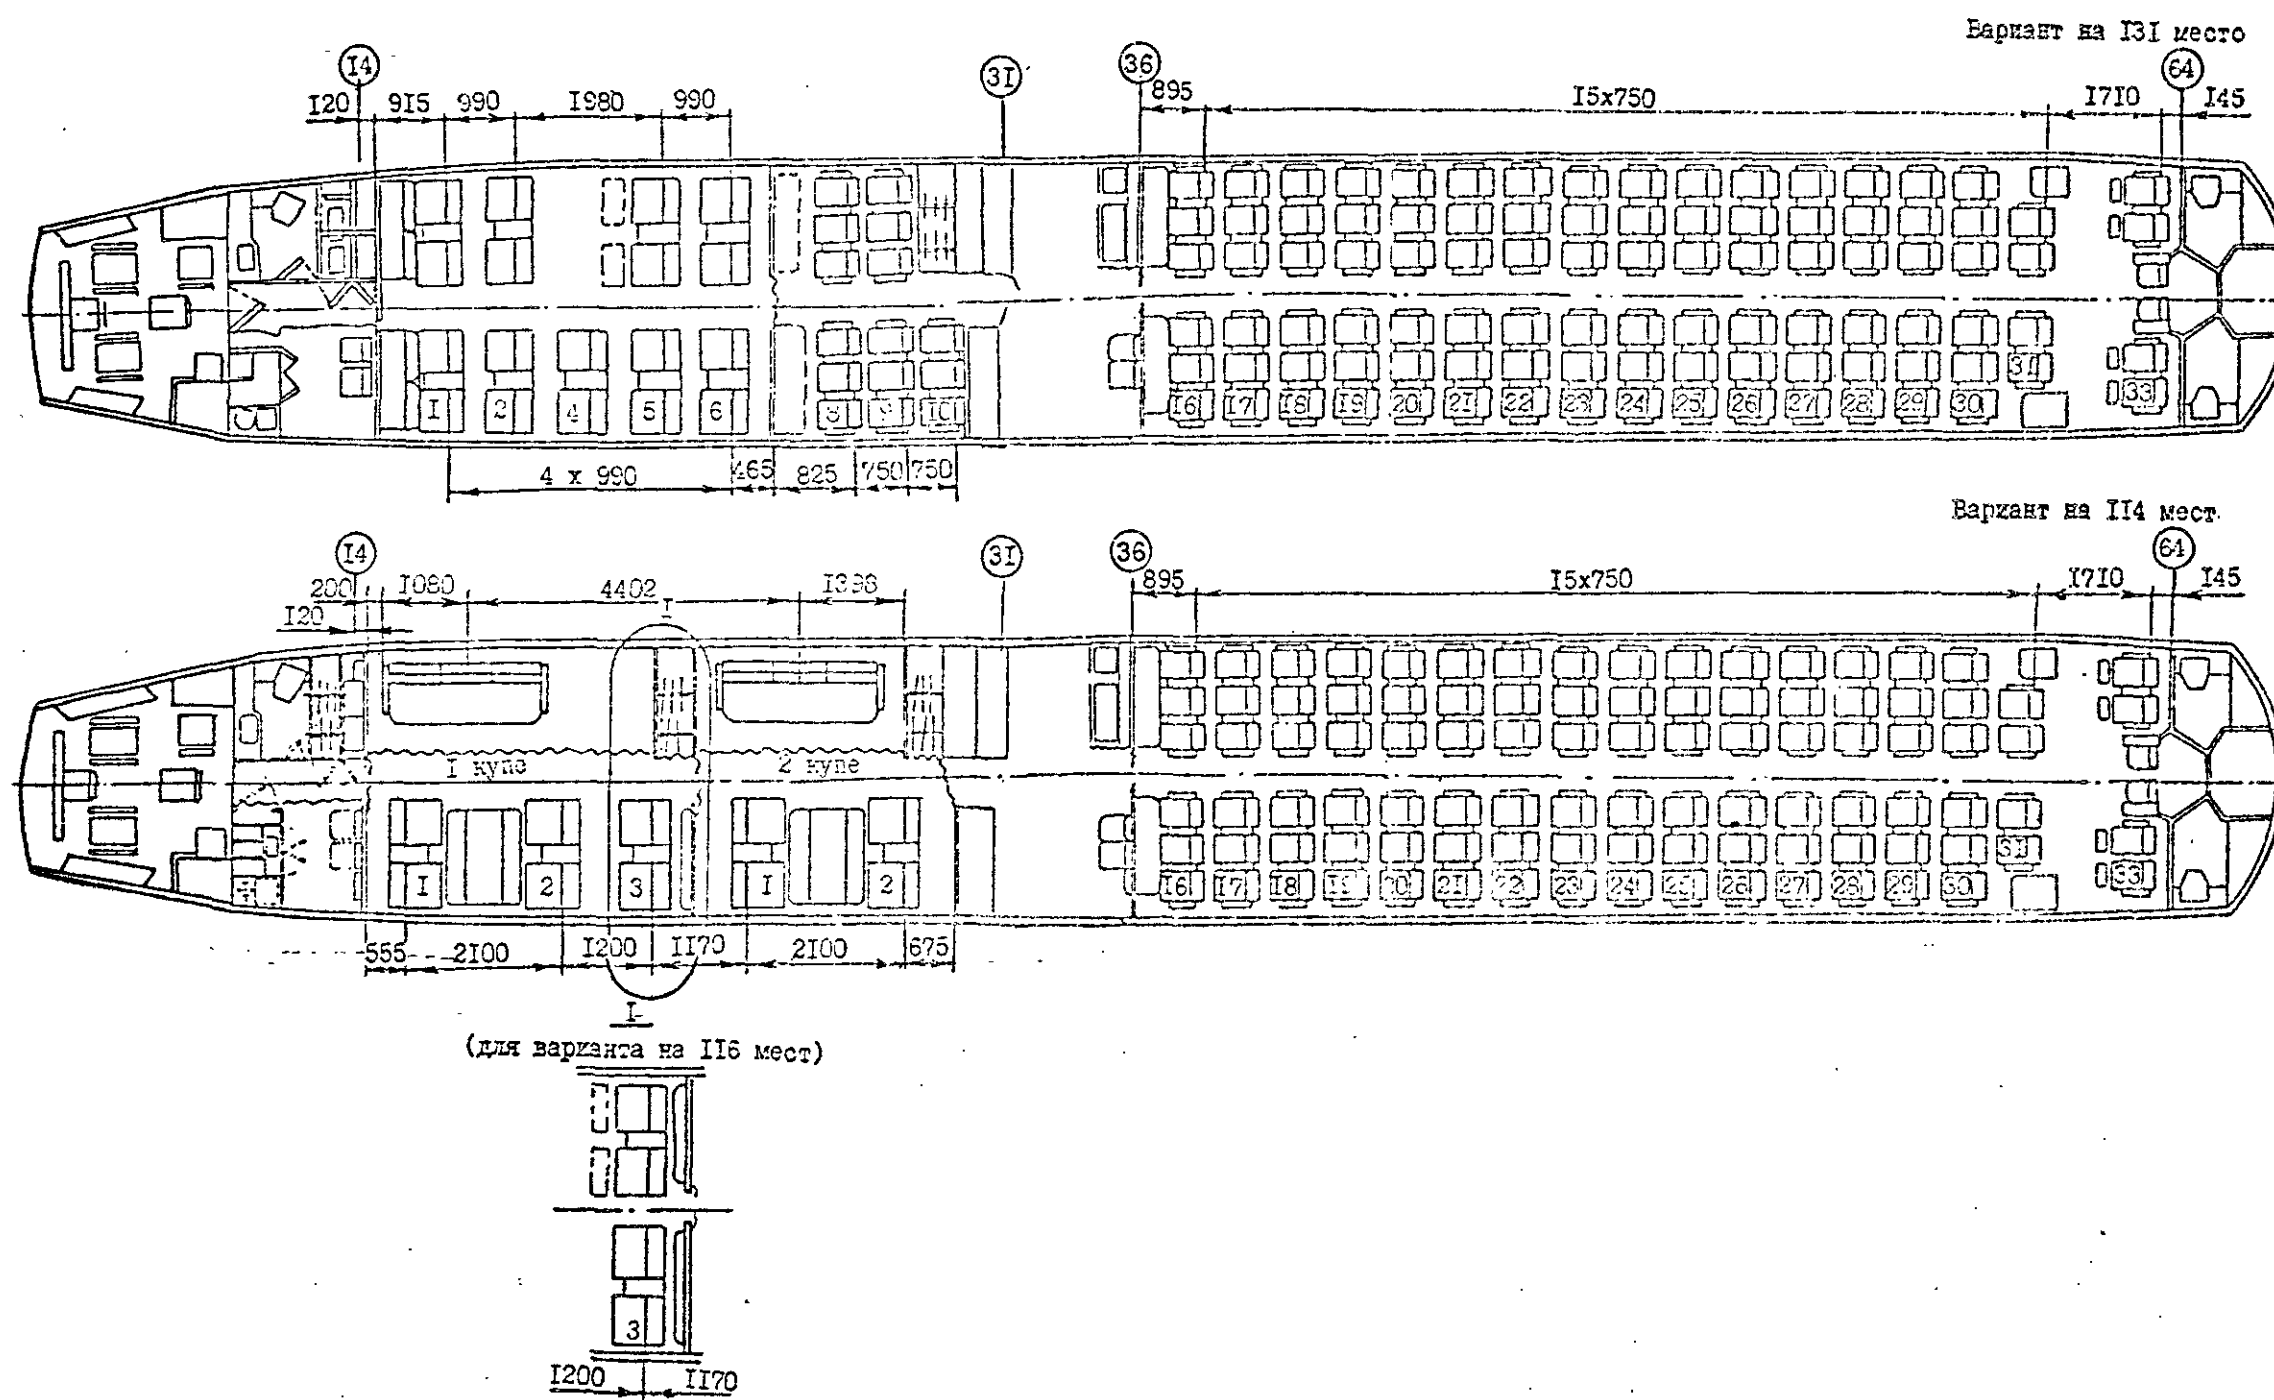 Вариант на 131 место
14 31 36 64
120 915 990 1980 990 895 15x750 1710 145
31
1 2 4 5 6 8 9 10 16 17 18 19 20 21 22 23 24 25 26 27 28 29 30 33
4 x 990 465 825 750 750
Вариант на 114 мест
14 31 36 64
200 1080 4402 1398 895 15x750 1710 145
I
120
1 купе 2 купе
31
1 2 3 1 2 16 17 18 19 20 21 22 23 24 25 26 27 28 29 30 33
555 2100 1200 1170 2100 675
I
(для варианта на 116 мест)
3
1200 1170